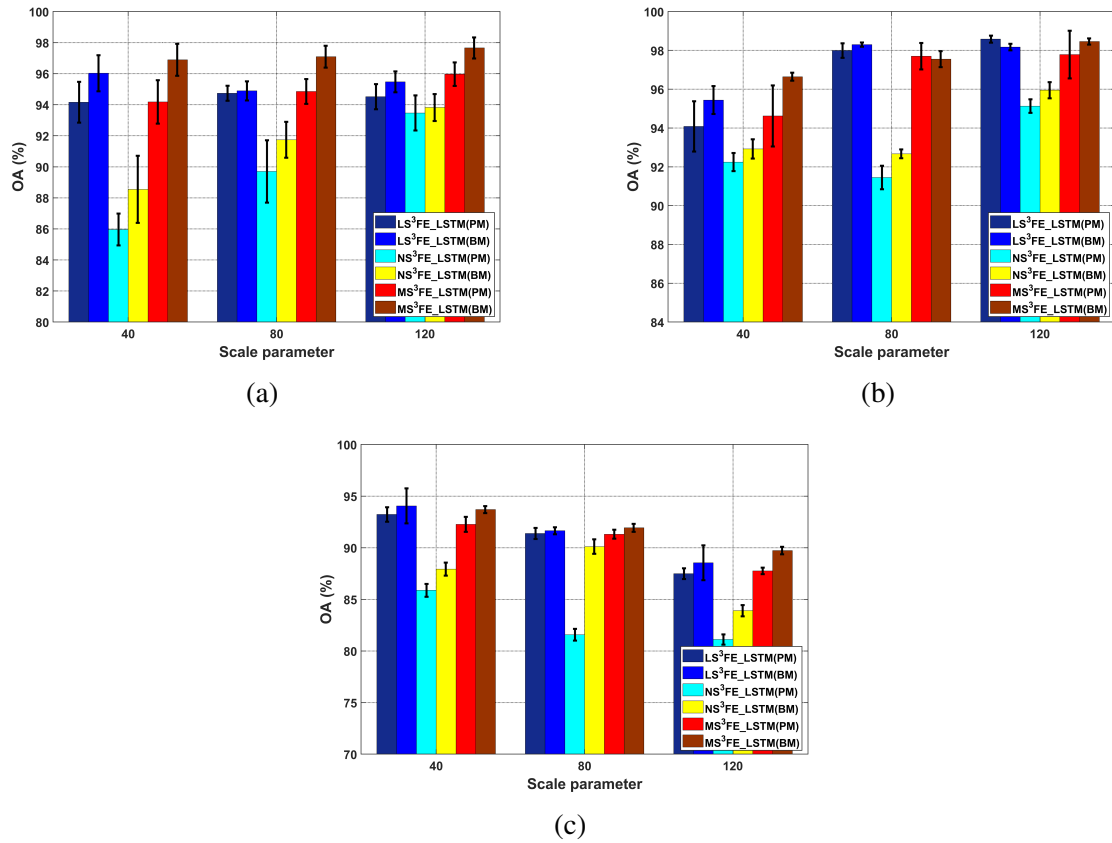 100
98
96
94
92
90
88
86
84
82
80
OA (%)
40 80 120
Scale parameter
LS³FE_LSTM(PM)
LS³FE_LSTM(BM)
NS³FE_LSTM(PM)
NS³FE_LSTM(BM)
MS³FE_LSTM(PM)
MS³FE_LSTM(BM)
(a)
100
98
96
94
92
90
88
86
84
OA (%)
40 80 120
Scale parameter
LS³FE_LSTM(PM)
LS³FE_LSTM(BM)
NS³FE_LSTM(PM)
NS³FE_LSTM(BM)
MS³FE_LSTM(PM)
MS³FE_LSTM(BM)
(b)
100
95
90
85
80
75
70
OA (%)
40 80 120
Scale parameter
LS³FE_LSTM(PM)
LS³FE_LSTM(BM)
NS³FE_LSTM(PM)
NS³FE_LSTM(BM)
MS³FE_LSTM(PM)
MS³FE_LSTM(BM)
(c)